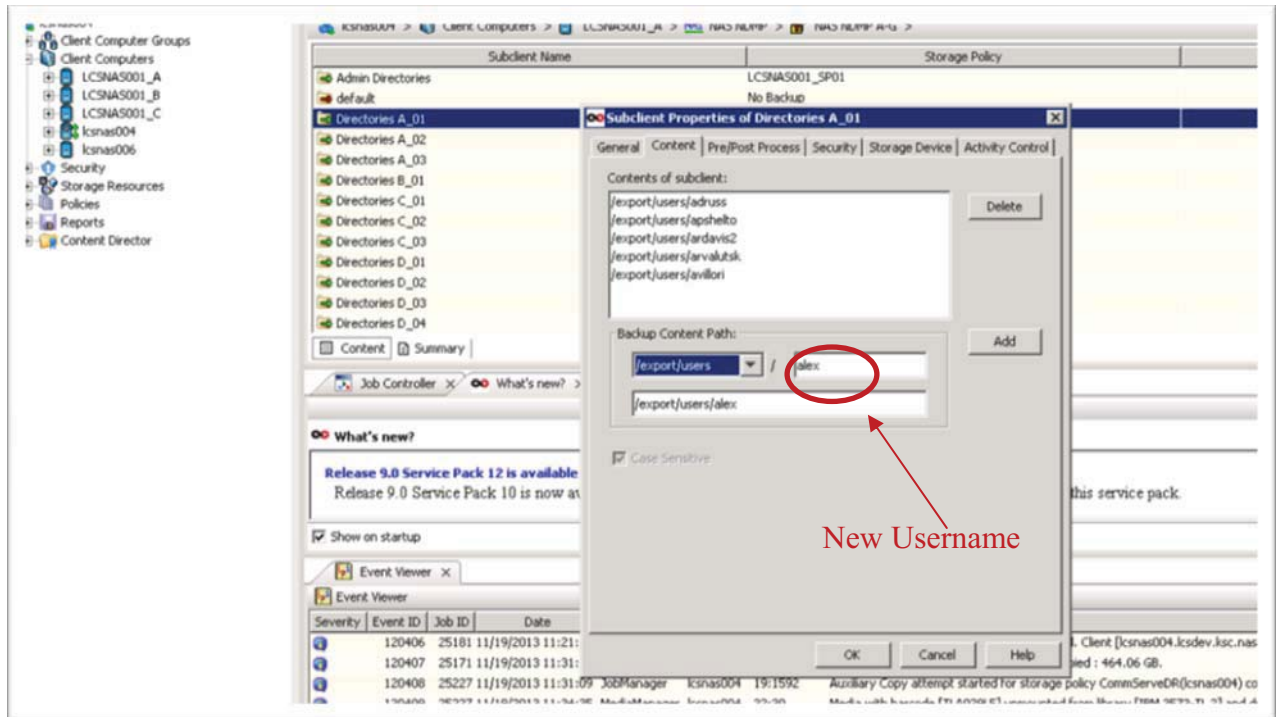 lcsnas004 > Client Computers > LCSNAS001_A > NAS NDMP > NAS NDMP A-G >
Client Computer Groups
Client Computers
LCSNAS001_A
LCSNAS001_B
LCSNAS001_C
lcsnas004
lcsnas006
Security
Storage Resources
Policies
Reports
Content Director
Subclient Name Storage Policy
Admin Directories LCSNAS001_SP01
default No Backup
Directories A_01
Directories A_02
Directories A_03
Directories B_01
Directories C_01
Directories C_02
Directories C_03
Directories D_01
Directories D_02
Directories D_03
Directories D_04
Content Summary
Job Controller What's new?
What's new?
Release 9.0 Service Pack 12 is available
Release 9.0 Service Pack 10 is now this service pack.
Show on startup
Event Viewer
Event Viewer
Severity Event ID Job ID Date
120406 25181 11/19/2013 11:21: Client [lcsnas004.lcsdev.ksc.nas
120407 25171 11/19/2013 11:31: : 464.06 GB.
120408 25227 11/19/2013 11:31:09 JobManager lcsnas004 19:1592 Auxiliary Copy attempt started for storage policy CommServeDR(lcsnas004) co
Subclient Properties of Directories A_01
General Content Pre/Post Process Security Storage Device Activity Control
Contents of subclient:
/export/users/adruss
/export/users/apshelto
/export/users/ardavis2
/export/users/arvalutsk
/export/users/avillori
Delete
Backup Content Path:
Add
/export/users / alex
/export/users/alex
Case Sensitive
New Username
OK Cancel Help